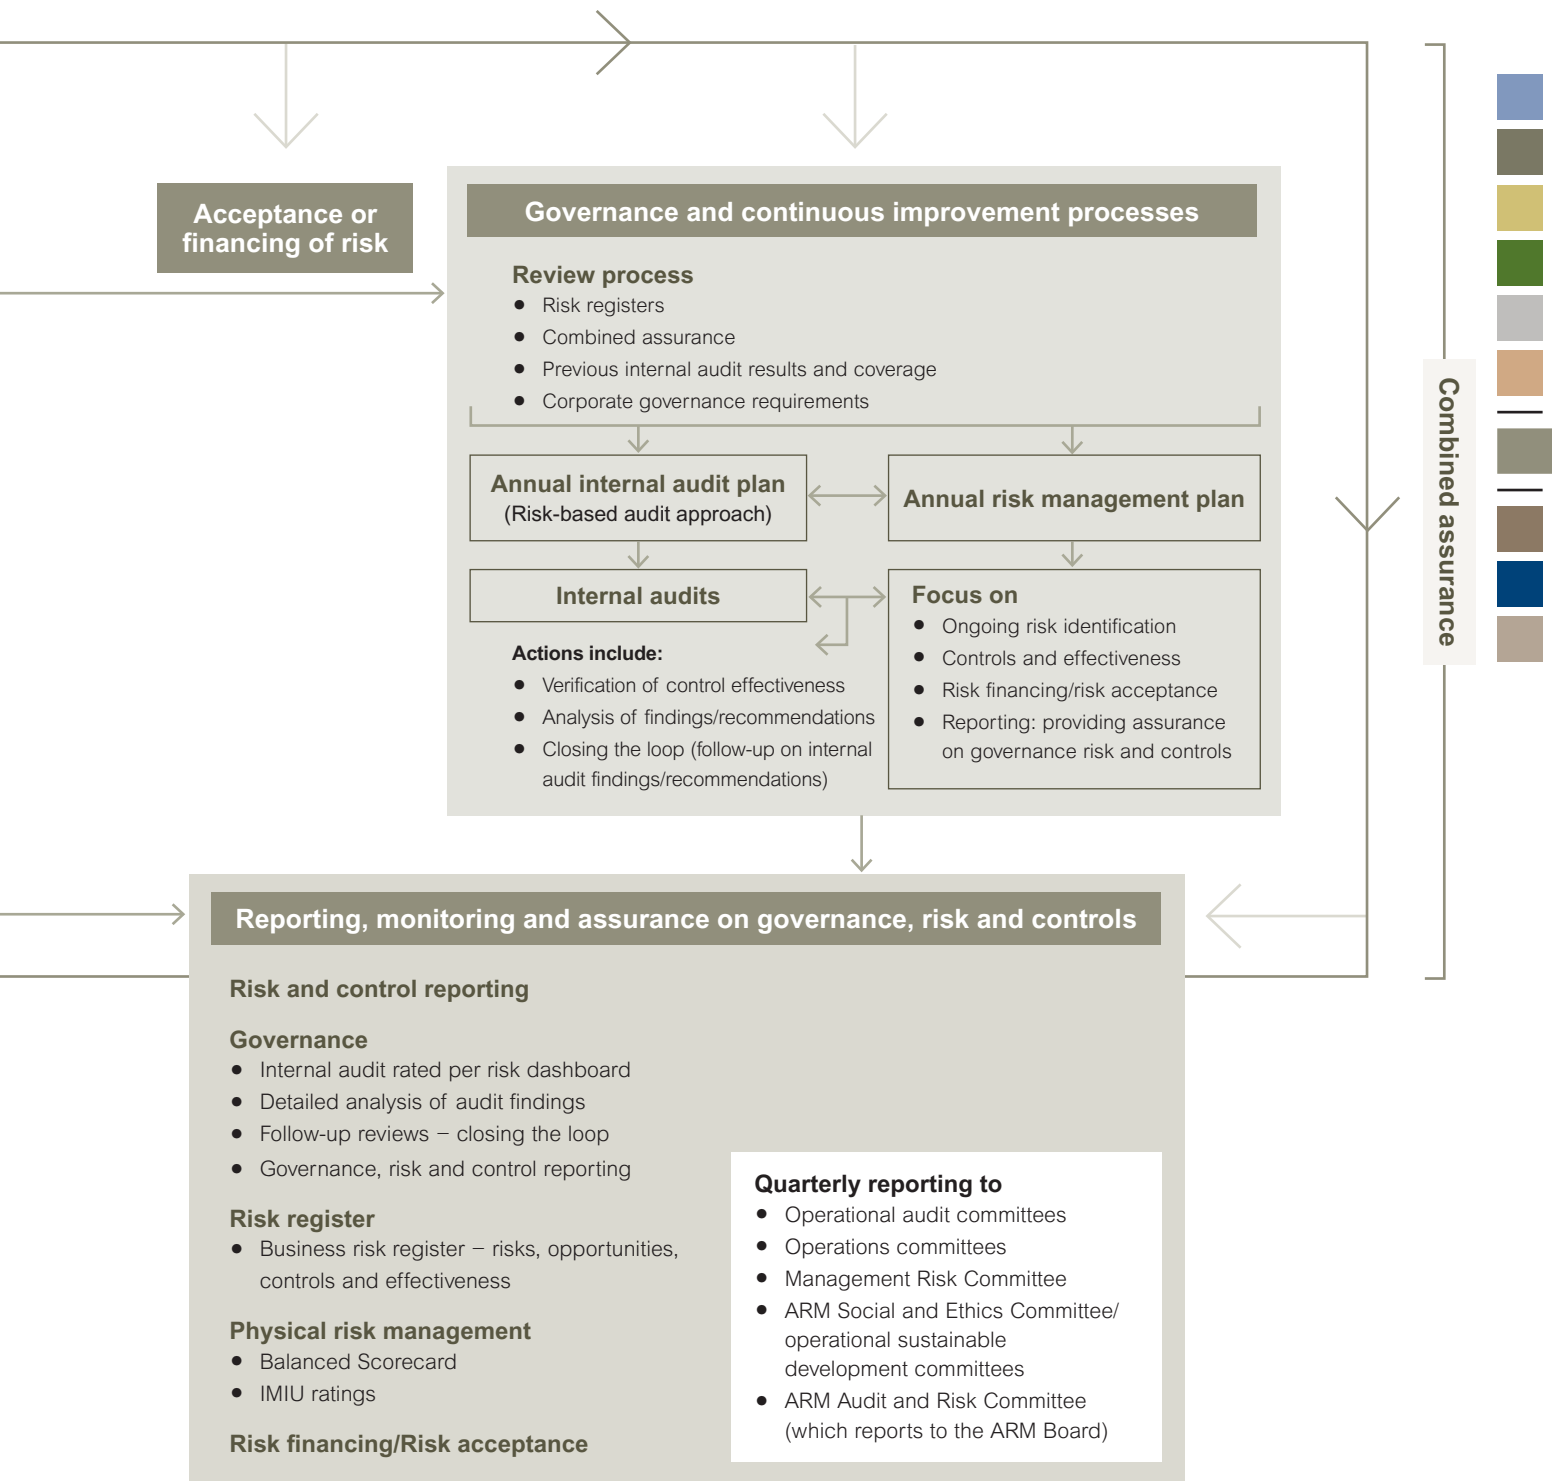 Acceptance or
financing of risk
Governance and continuous improvement processes
Review process
• Risk registers
• Combined assurance
• Previous internal audit results and coverage
• Corporate governance requirements
Annual internal audit plan
(Risk-based audit approach)
Annual risk management plan
Internal audits
Actions include:
• Verification of control effectiveness
• Analysis of findings/recommendations
• Closing the loop (follow-up on internal
audit findings/recommendations)
Focus on
• Ongoing risk identification
• Controls and effectiveness
• Risk financing/risk acceptance
• Reporting: providing assurance
on governance risk and controls
Combined assurance
Reporting, monitoring and assurance on governance, risk and controls
Risk and control reporting
Governance
• Internal audit rated per risk dashboard
• Detailed analysis of audit findings
• Follow-up reviews – closing the loop
• Governance, risk and control reporting
Risk register
• Business risk register – risks, opportunities,
controls and effectiveness
Physical risk management
• Balanced Scorecard
• IMIU ratings
Risk financing/Risk acceptance
Quarterly reporting to
• Operational audit committees
• Operations committees
• Management Risk Committee
• ARM Social and Ethics Committee/
operational sustainable
development committees
• ARM Audit and Risk Committee
(which reports to the ARM Board)